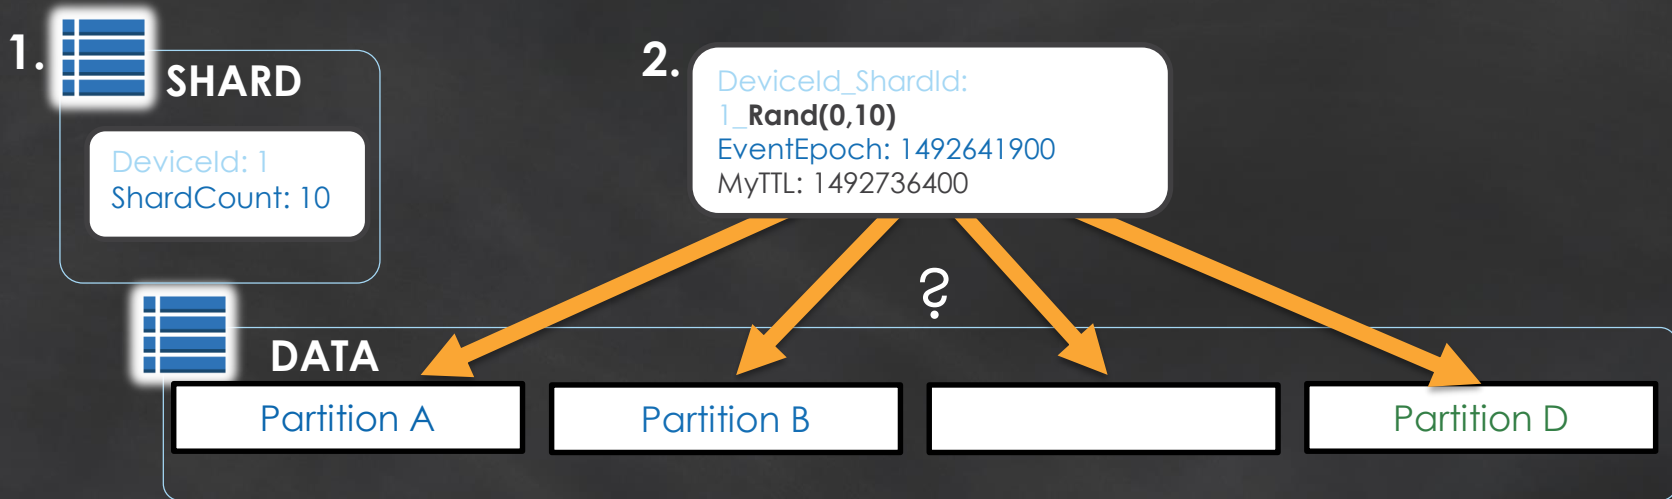 1.
SHARD
DeviceId: 1
ShardCount: 10
2.
DeviceId_ShardId:
1_Rand(0,10)
EventEpoch: 1492641900
MyTTL: 1492736400
?
DATA
Partition A
Partition B
Partition D